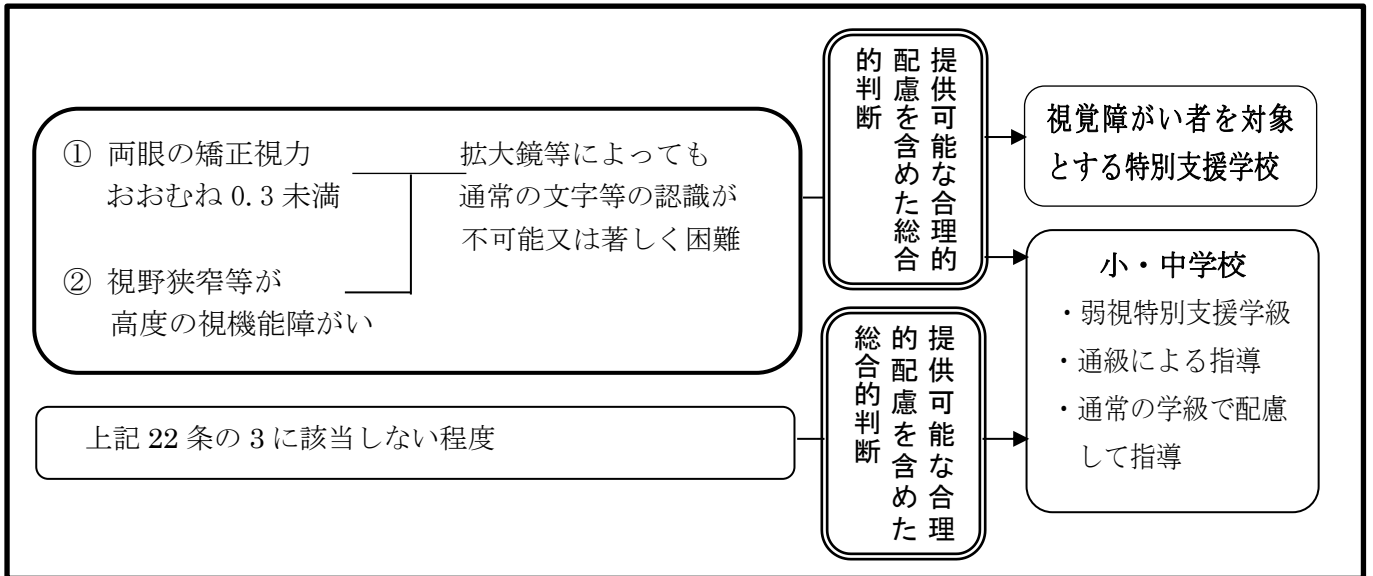 ① 両眼の矯正視力
おおむね 0.3 未満
② 視野狭窄等が
高度の視機能障がい
拡大鏡等によっても
通常の文字等の認識が
不可能又は著しく困難
上記 22 条の 3 に該当しない程度
提供可能な合理的
配慮を含めた総合
的判断
提供可能な合理
的配慮を含めた
総合的判断
視覚障がい者を対象
とする特別支援学校
小・中学校
・弱視特別支援学級
・通級による指導
・通常の学級で配慮
して指導